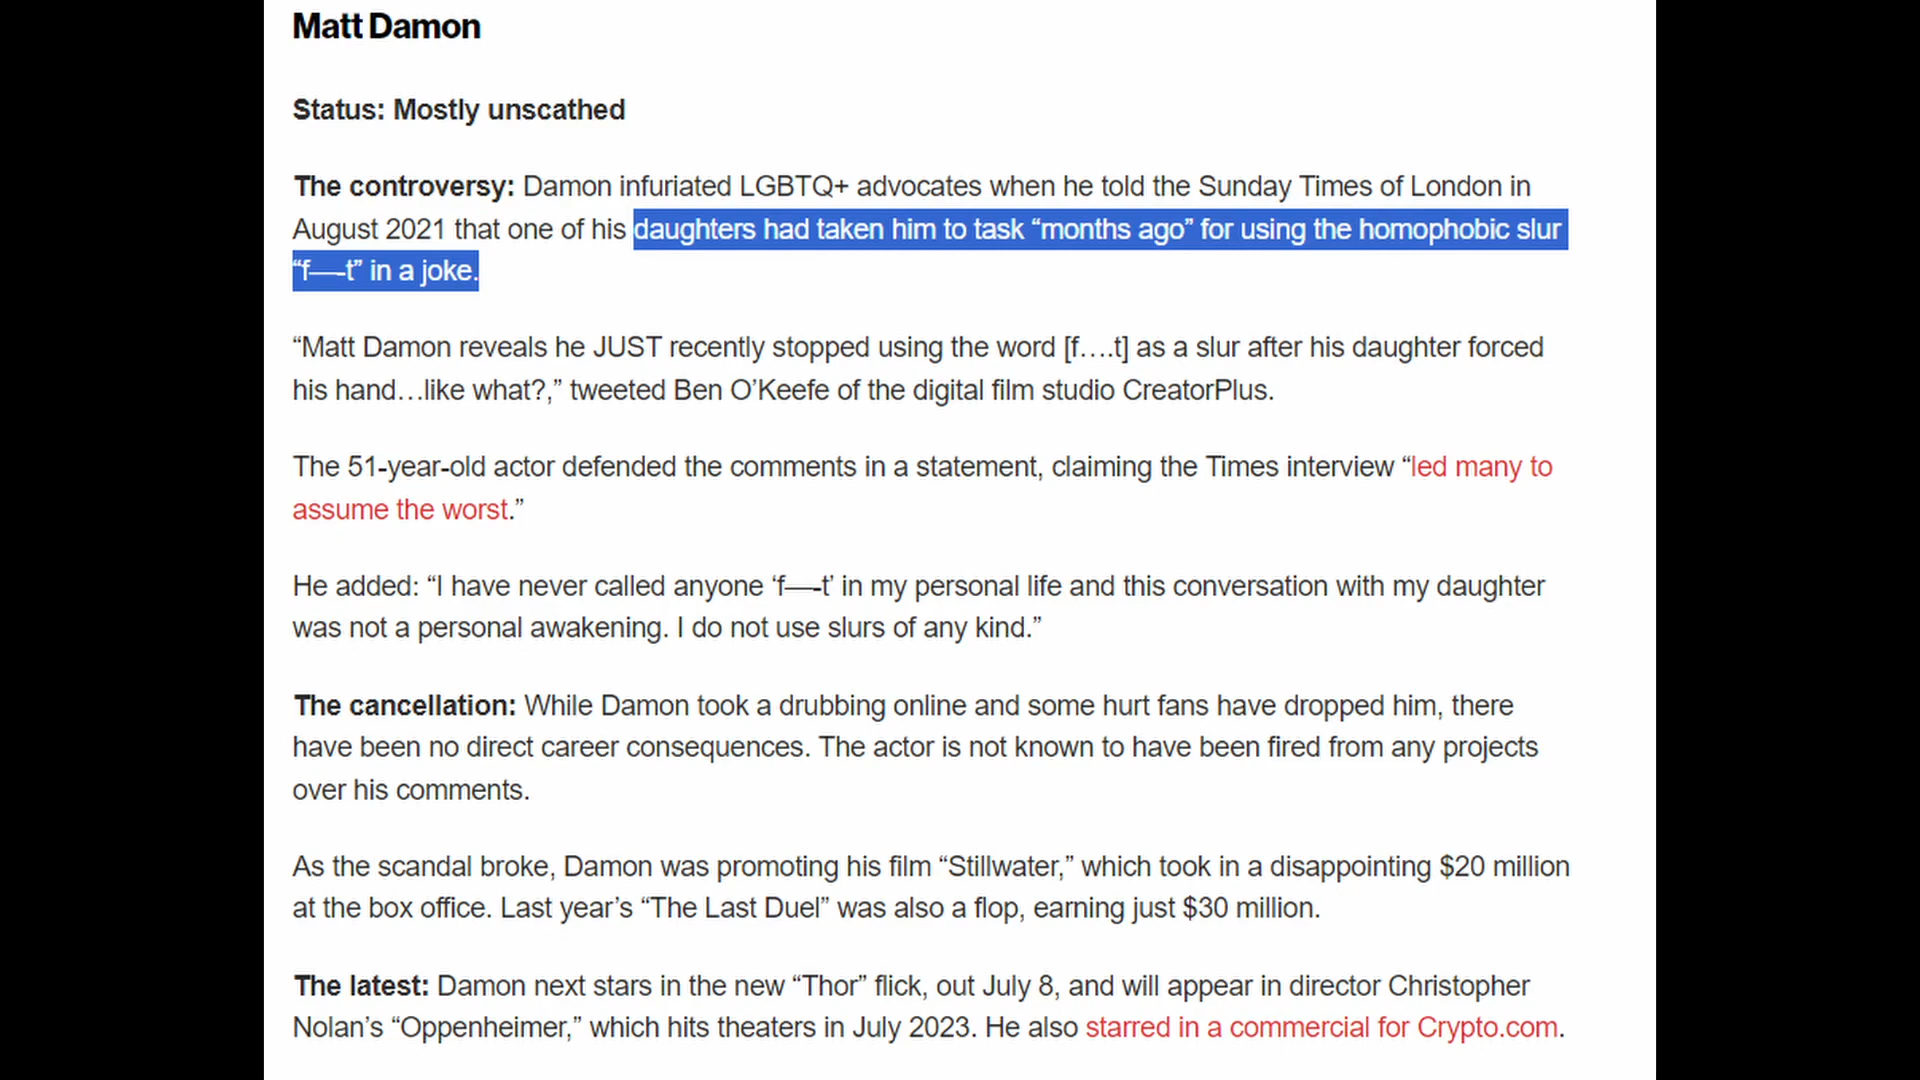 Matt Damon
Status: Mostly unscathed
The controversy: Damon infuriated LGBTQ+ advocates when he told the Sunday Times of London in
August 2021 that one of his daughters had taken him to task “months ago” for using the homophobic slur
“f—-t” in a joke.
“Matt Damon reveals he JUST recently stopped using the word [f….t] as a slur after his daughter forced
his hand…like what?,” tweeted Ben O’Keefe of the digital film studio CreatorPlus.
The 51-year-old actor defended the comments in a statement, claiming the Times interview “led many to
assume the worst.”
He added: “I have never called anyone ‘f—-t’ in my personal life and this conversation with my daughter
was not a personal awakening. I do not use slurs of any kind.”
The cancellation: While Damon took a drubbing online and some hurt fans have dropped him, there
have been no direct career consequences. The actor is not known to have been fired from any projects
over his comments.
As the scandal broke, Damon was promoting his film “Stillwater,” which took in a disappointing $20 million
at the box office. Last year’s “The Last Duel” was also a flop, earning just $30 million.
The latest: Damon next stars in the new “Thor” flick, out July 8, and will appear in director Christopher
Nolan’s “Oppenheimer,” which hits theaters in July 2023. He also starred in a commercial for Crypto.com.